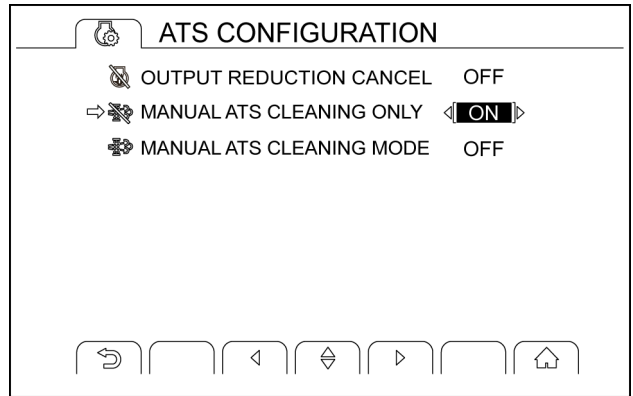 ATS CONFIGURATION
OUTPUT REDUCTION CANCEL OFF
MANUAL ATS CLEANING ONLY ON
MANUAL ATS CLEANING MODE OFF